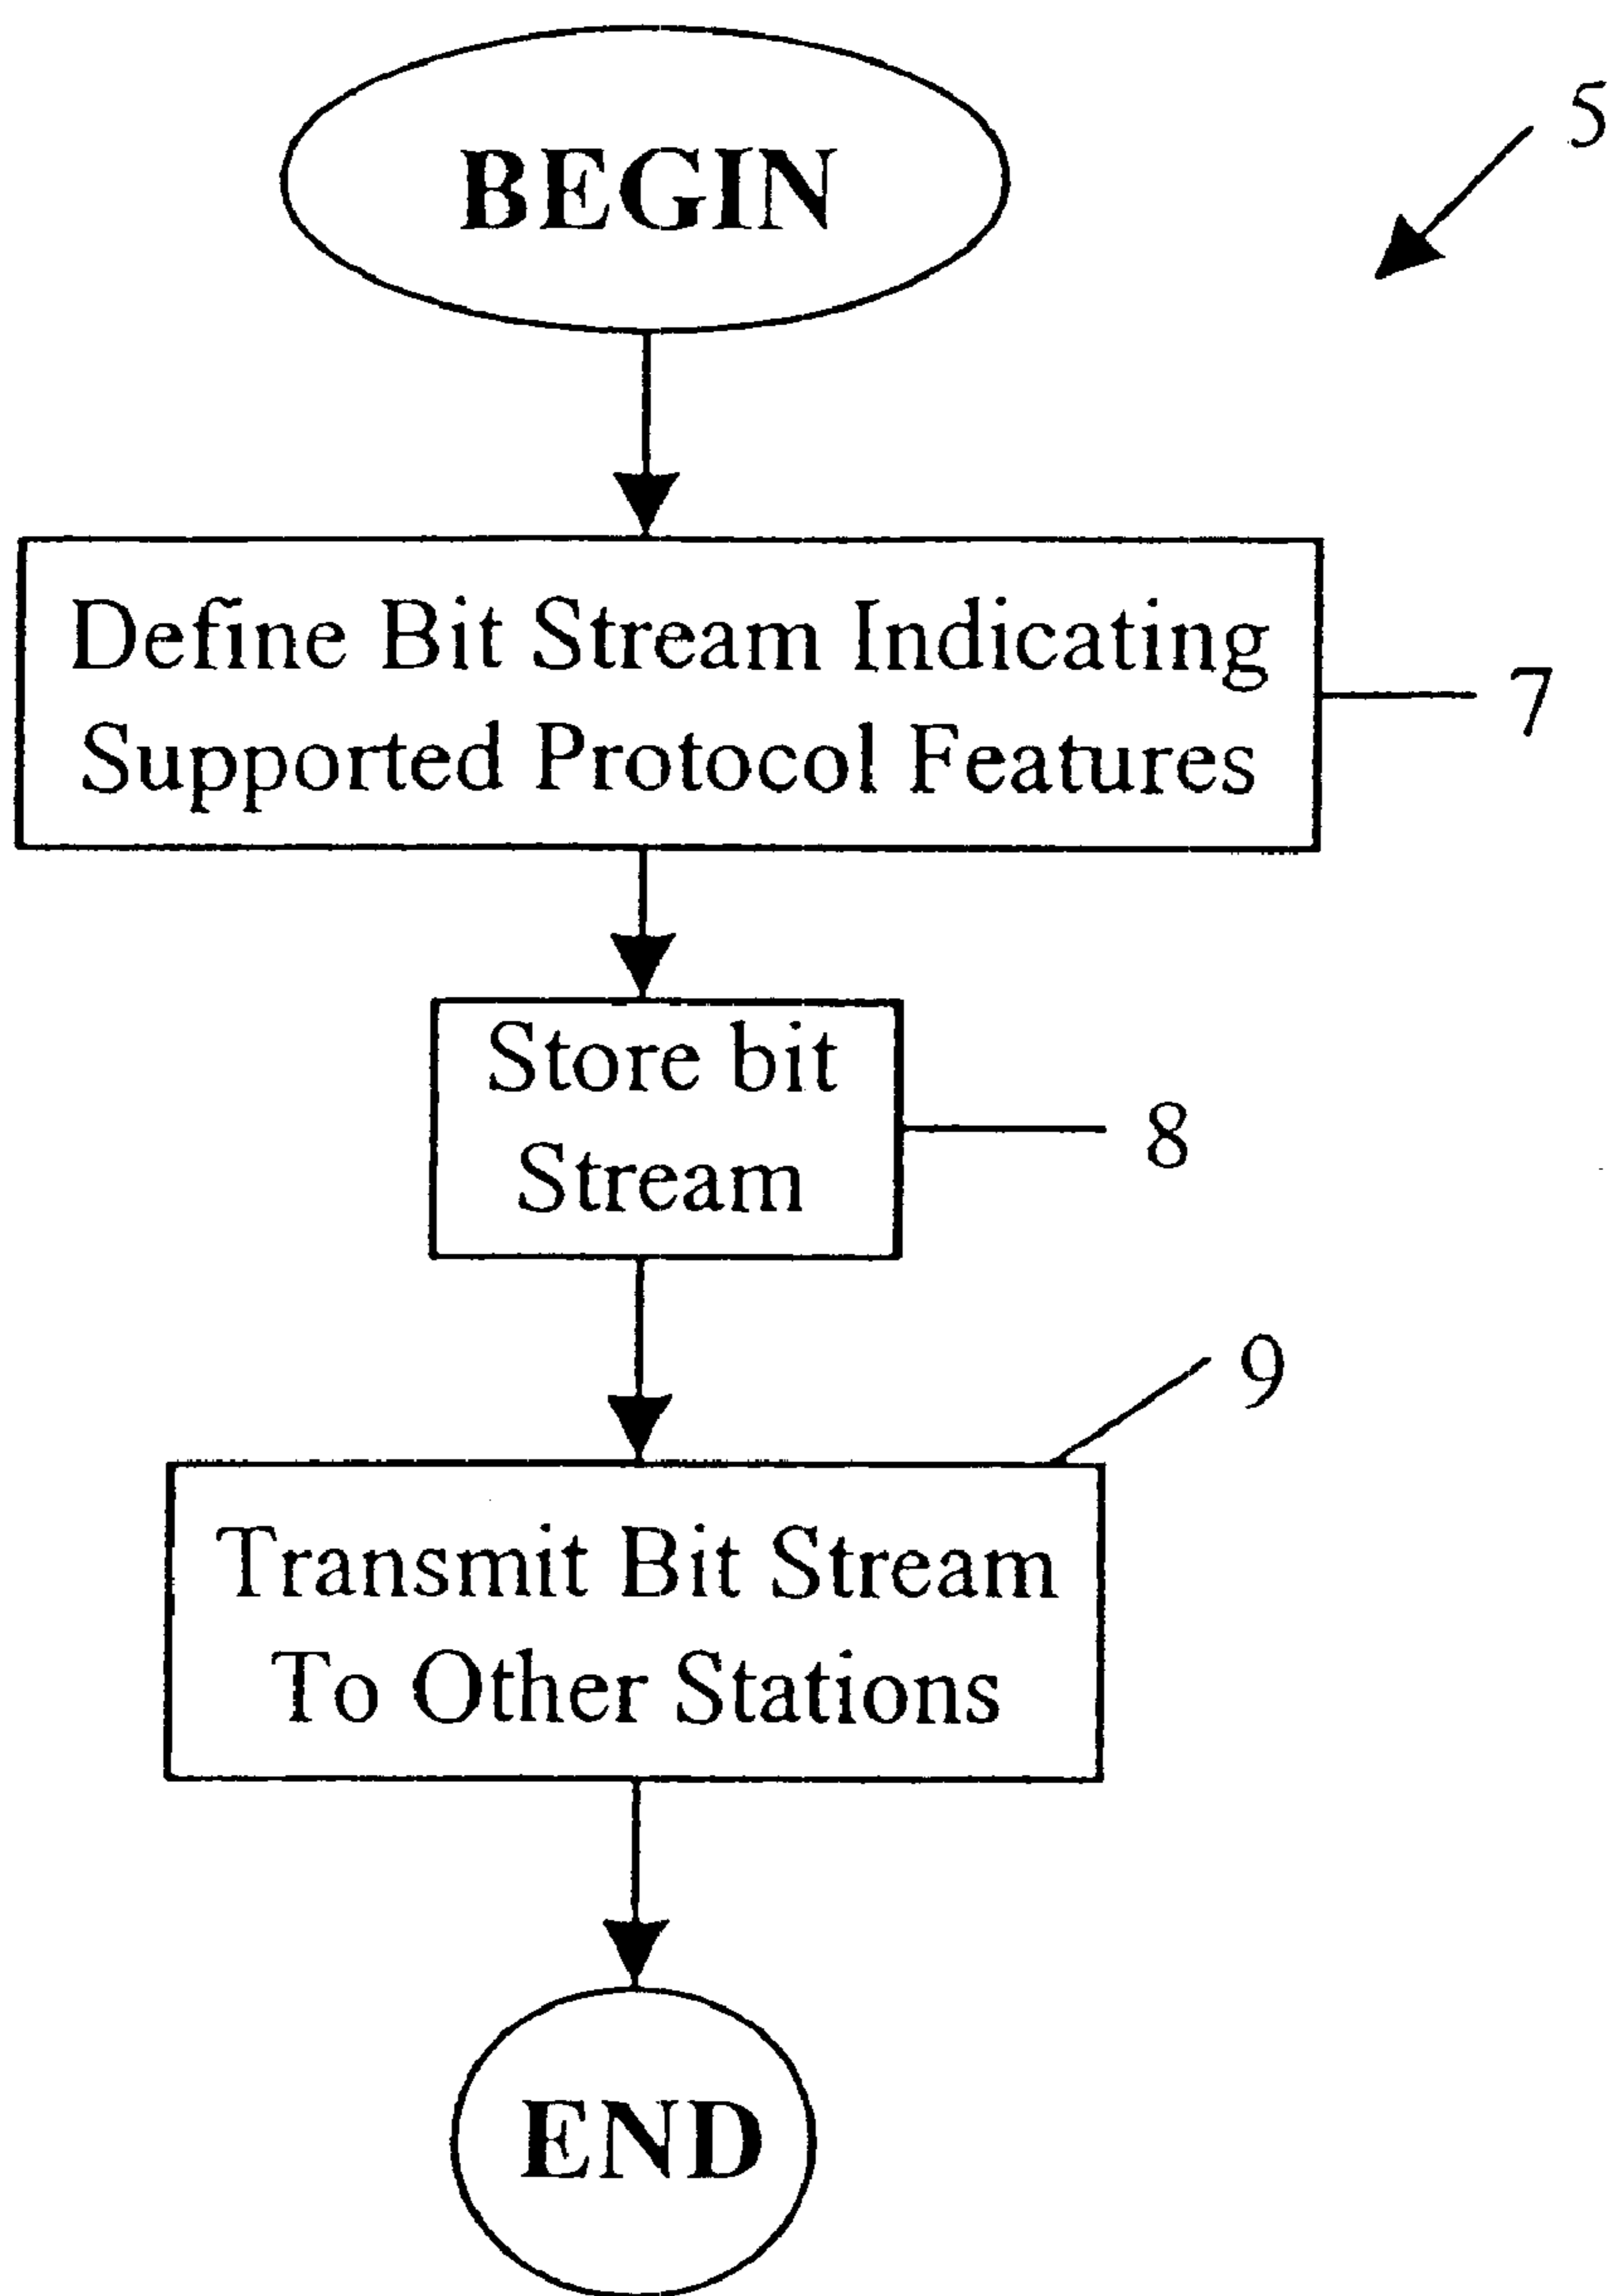 BEGIN
5
Define Bit Stream Indicating
Supported Protocol Features
7
Store bit
Stream
8
9
Transmit Bit Stream
To Other Stations
END